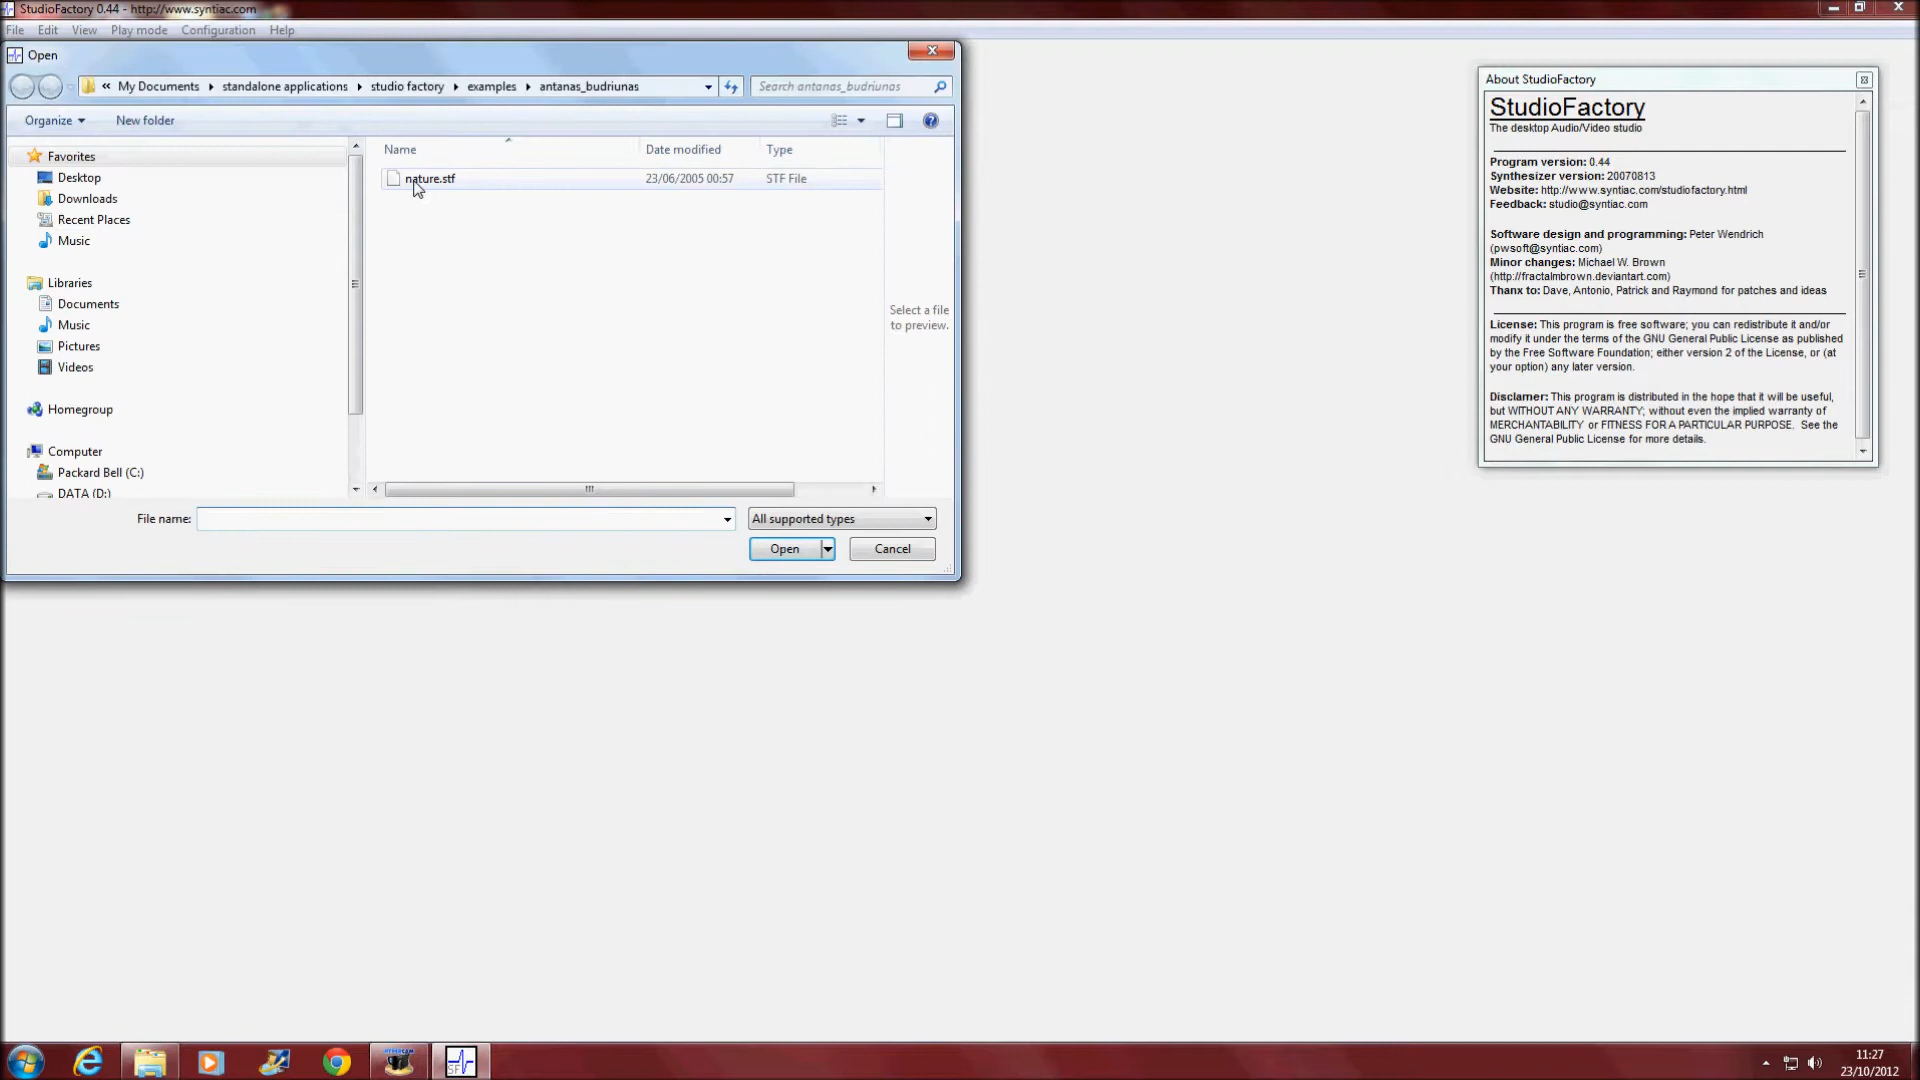 StudioFactory 0.44 - http://www.syntiac.com
File Edit View Play mode Configuration Help
Open
« My Documents standalone applications studio factory examples antanas_budriunas
Search antanas_budriunas
Organize New folder
Favorites
Desktop
Downloads
Recent Places
Music
Libraries
Documents
Music
Pictures
Videos
Homegroup
Computer
Packard Bell (C:)
DATA (D:)
Name Date modified Type
nature.stf 23/06/2005 00:57 STF File
Select a file
to preview.
File name:
All supported types
Open Cancel
About StudioFactory
StudioFactory
The desktop Audio/Video studio
Program version: 0.44
Synthesizer version: 20070813
Website: http://www.syntiac.com/studiofactory.html
Feedback: studio@syntiac.com
Software design and programming: Peter Wendrich
(pwsoft@syntiac.com)
Minor changes: Michael W. Brown
(http://fractalmbrown.deviantart.com)
Thanx to: Dave, Antonio, Patrick and Raymond for patches and ideas
License: This program is free software; you can redistribute it and/or
modify it under the terms of the GNU General Public License as published
by the Free Software Foundation; either version 2 of the License, or (at
your option) any later version.
Disclamer: This program is distributed in the hope that it will be useful,
but WITHOUT ANY WARRANTY; without even the implied warranty of
MERCHANTABILITY or FITNESS FOR A PARTICULAR PURPOSE. See the
GNU General Public License for more details.
SF
11:27
23/10/2012